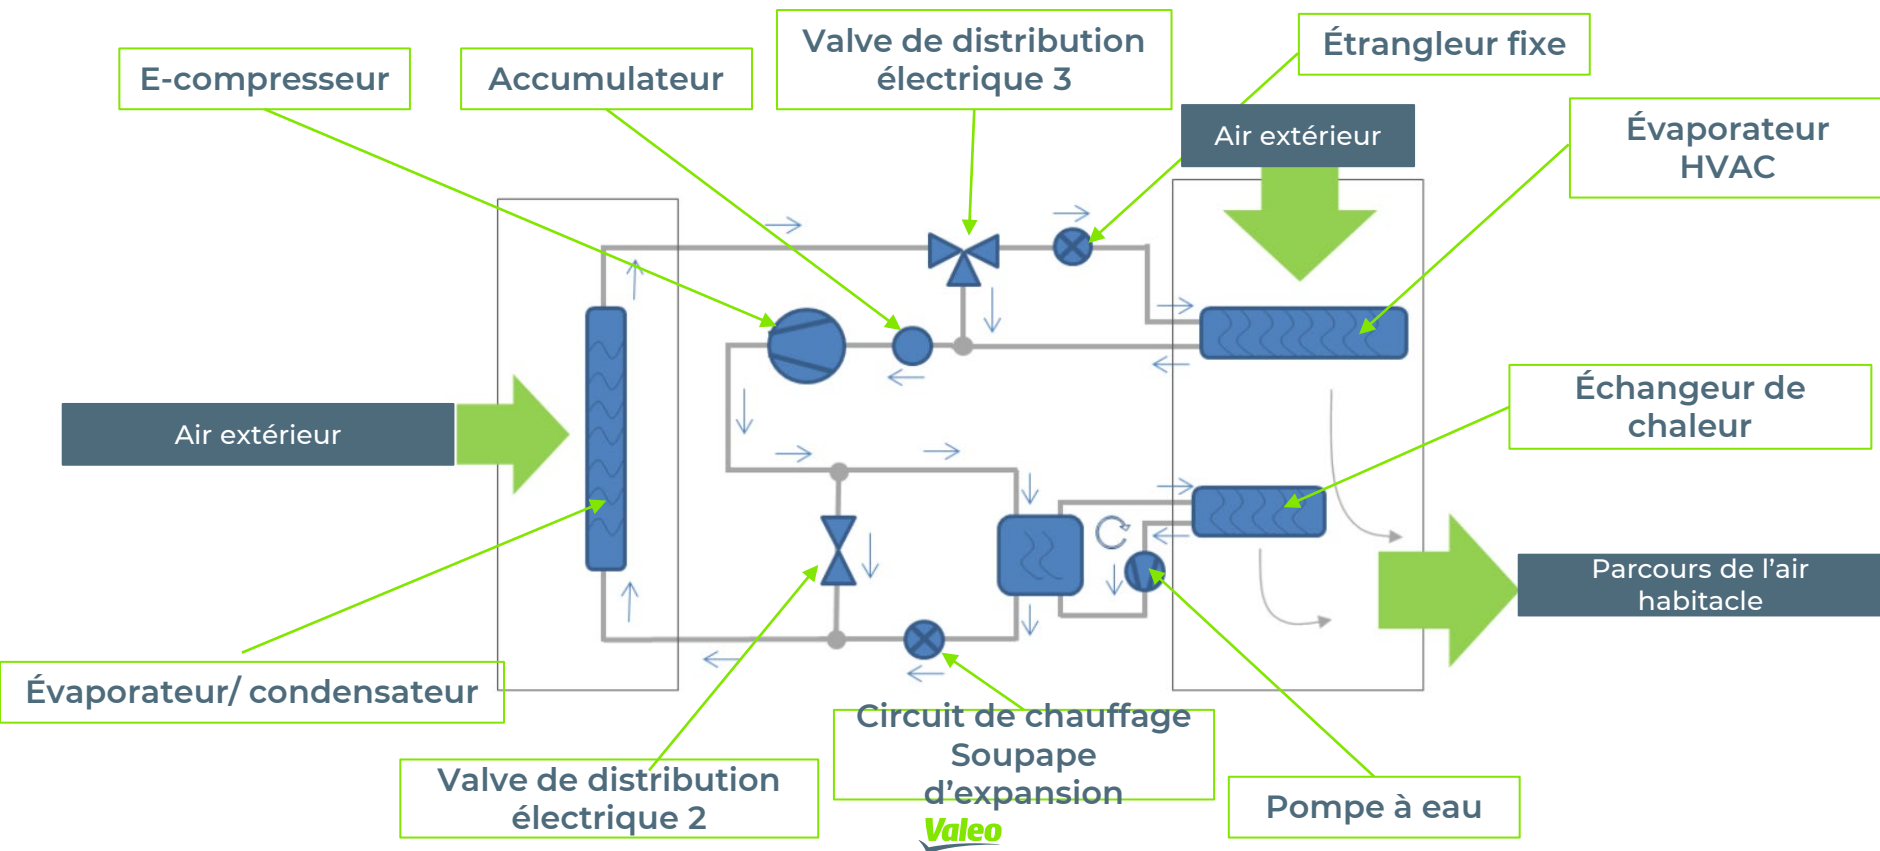 Valve de distribution
électrique 3
Étrangleur fixe
E-compresseur
Accumulateur
Air extérieur
Évaporateur
HVAC
Échangeur de
chaleur
Air extérieur
Parcours de l’air
habitacle
Évaporateur/ condensateur
Circuit de chauffage
Soupape
d’expansion
Valve de distribution
électrique 2
Pompe à eau
Valeo